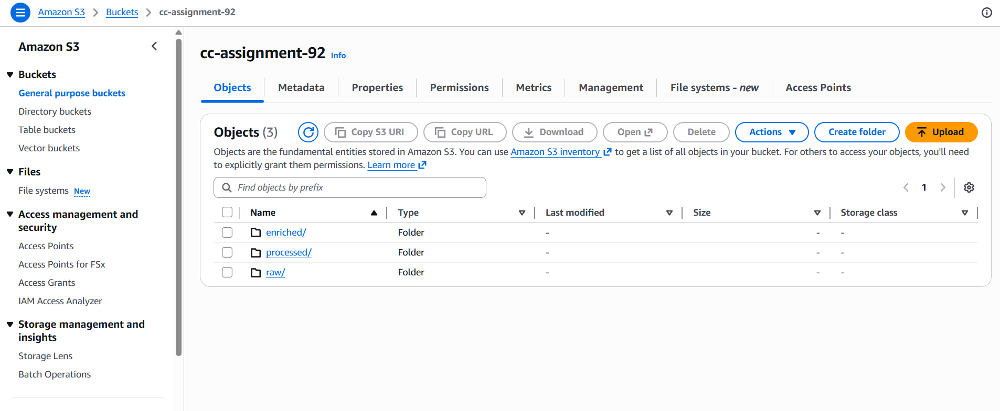 Amazon S3 > Buckets > cc-assignment-92
Amazon S3
Buckets
General purpose buckets
Directory buckets
Table buckets
Vector buckets
Files
File systems New
Access management and
security
Access Points
Access Points for FSx
Access Grants
IAM Access Analyzer
Storage management and
insights
Storage Lens
Batch Operations
cc-assignment-92 Info
Objects Metadata Properties Permissions Metrics Management File systems - new Access Points
Objects (3) Copy S3 URI Copy URL Download Open Delete Actions Create folder Upload
Objects are the fundamental entities stored in Amazon S3. You can use Amazon S3 inventory to get a list of all objects in your bucket. For others to access your objects, you'll need
to explicitly grant them permissions. Learn more
Find objects by prefix 1
Name Type Last modified Size Storage class
enriched/ Folder - - -
processed/ Folder - - -
raw/ Folder - - -